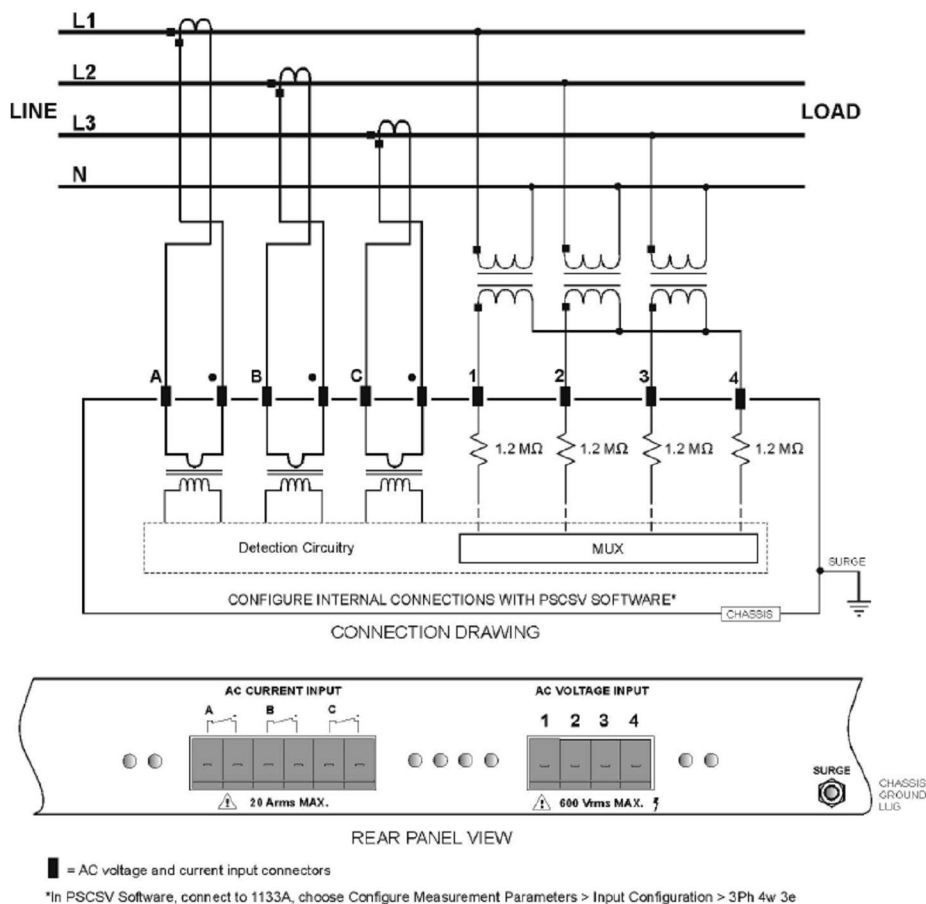 L1
L2
LINE
LOAD
L3
N
A
B
C
1
2
3
4
1.2 MΩ
1.2 MΩ
1.2 MΩ
1.2 MΩ
Detection Circuitry
MUX
SURGE
CONFIGURE INTERNAL CONNECTIONS WITH PSCSV SOFTWARE*
CHASSIS
CONNECTION DRAWING
AC CURRENT INPUT
A
B
C
AC VOLTAGE INPUT
1 2 3 4
20 Arms MAX.
600 Vrms MAX.
SURGE
CHASSIS
GROUND
LUG
REAR PANEL VIEW
= AC voltage and current input connectors
*In PSCSV Software, connect to 1133A, choose Configure Measurement Parameters > Input Configuration > 3Ph 4w 3e